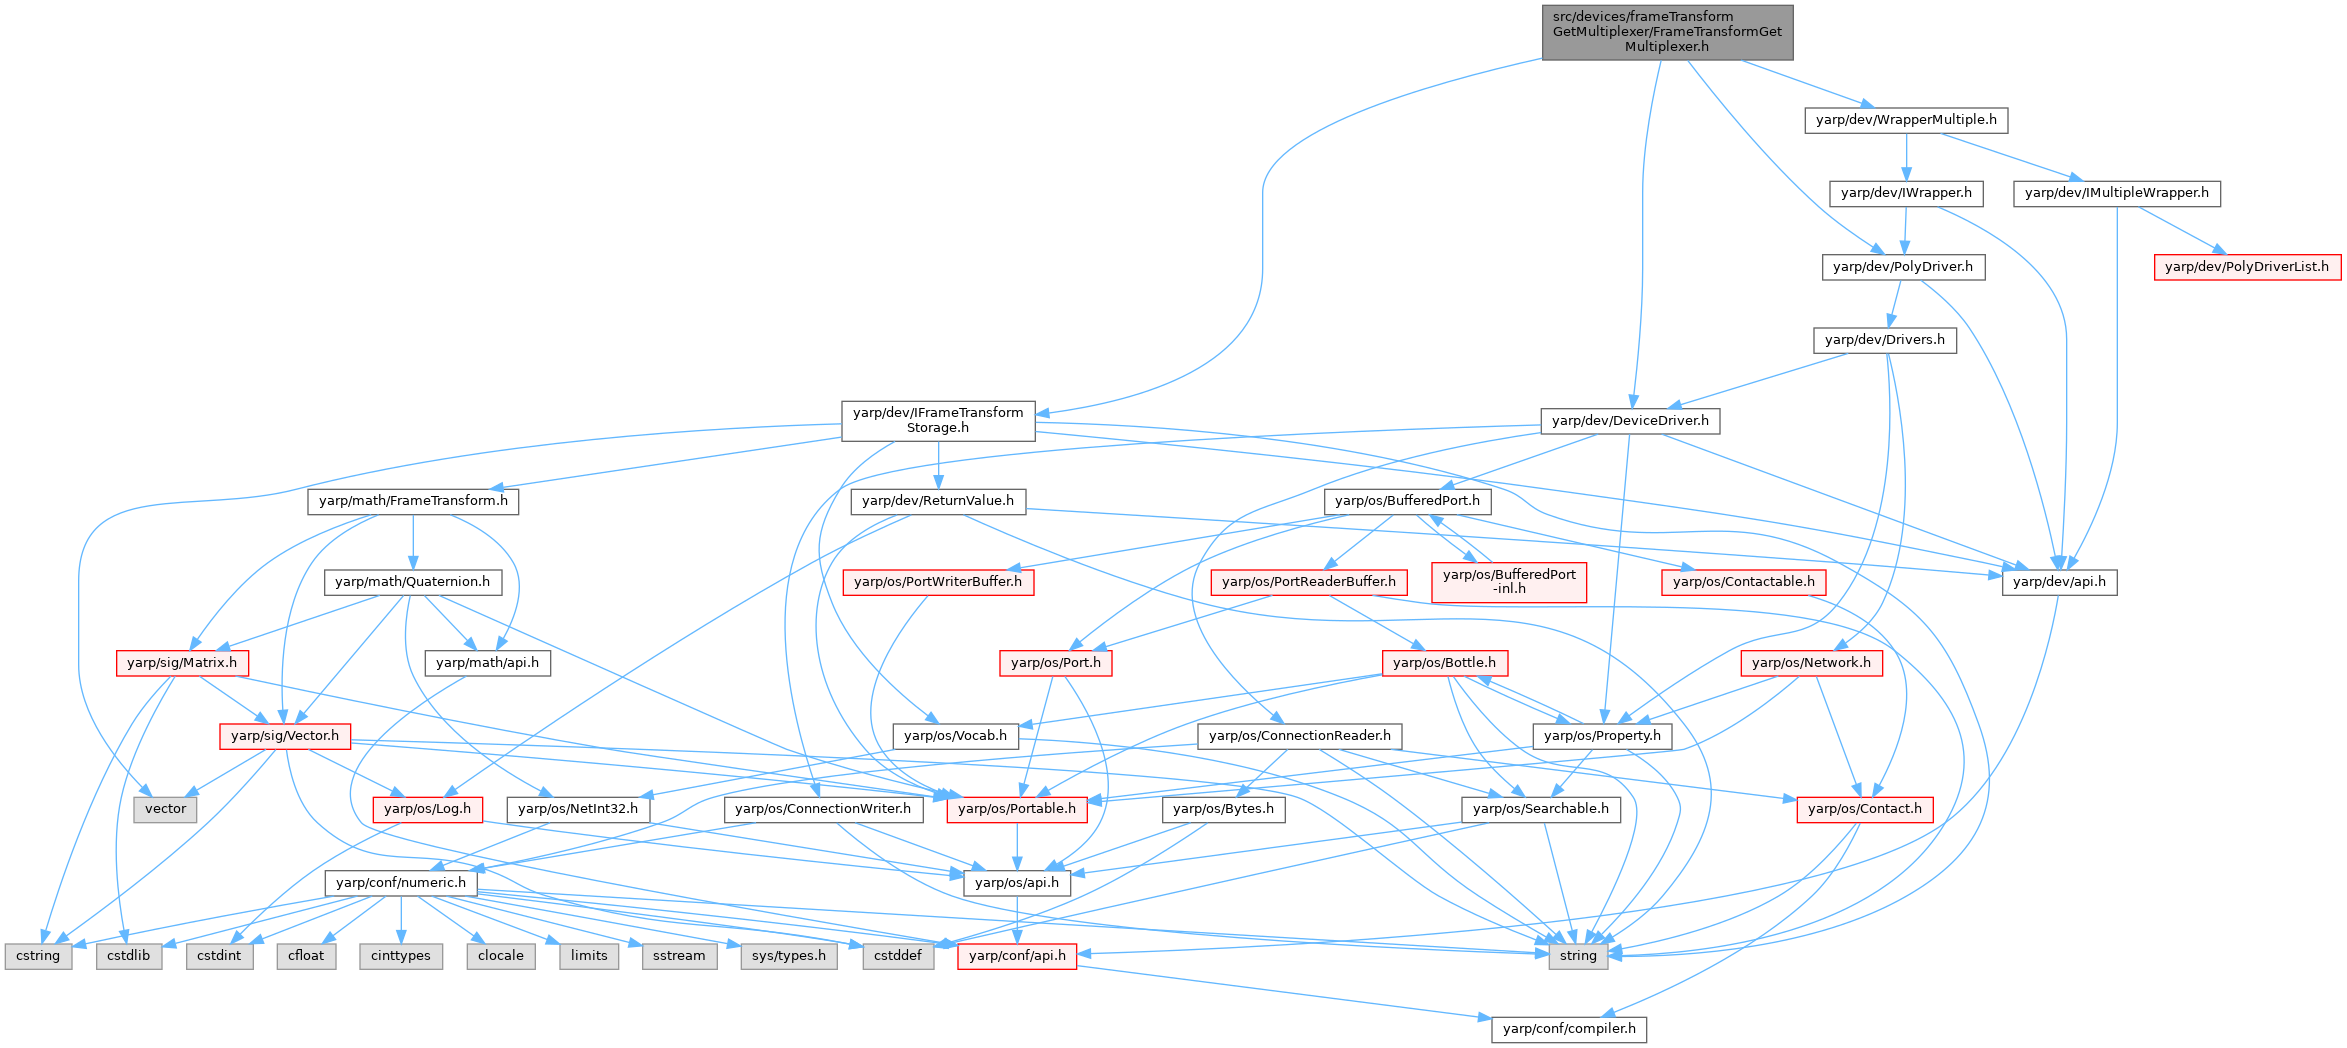 src/devices/frameTransform
GetMultiplexer/FrameTransformGet
Multiplexer.h
yarp/dev/WrapperMultiple.h
yarp/dev/IWrapper.h
yarp/dev/IMultipleWrapper.h
yarp/dev/PolyDriver.h
yarp/dev/PolyDriverList.h
yarp/dev/Drivers.h
yarp/dev/IFrameTransform
Storage.h
yarp/dev/DeviceDriver.h
yarp/math/FrameTransform.h
yarp/dev/ReturnValue.h
yarp/os/BufferedPort.h
yarp/math/Quaternion.h
yarp/os/PortWriterBuffer.h
yarp/os/PortReaderBuffer.h
yarp/os/BufferedPort
-inl.h
yarp/os/Contactable.h
yarp/dev/api.h
yarp/sig/Matrix.h
yarp/math/api.h
yarp/os/Port.h
yarp/os/Bottle.h
yarp/os/Network.h
yarp/sig/Vector.h
yarp/os/Vocab.h
yarp/os/ConnectionReader.h
yarp/os/Property.h
vector
yarp/os/Log.h
yarp/os/NetInt32.h
yarp/os/ConnectionWriter.h
yarp/os/Portable.h
yarp/os/Bytes.h
yarp/os/Searchable.h
yarp/os/Contact.h
yarp/conf/numeric.h
yarp/os/api.h
cstring
cstdlib
cstdint
cfloat
cinttypes
clocale
limits
sstream
sys/types.h
cstddef
yarp/conf/api.h
string
yarp/conf/compiler.h